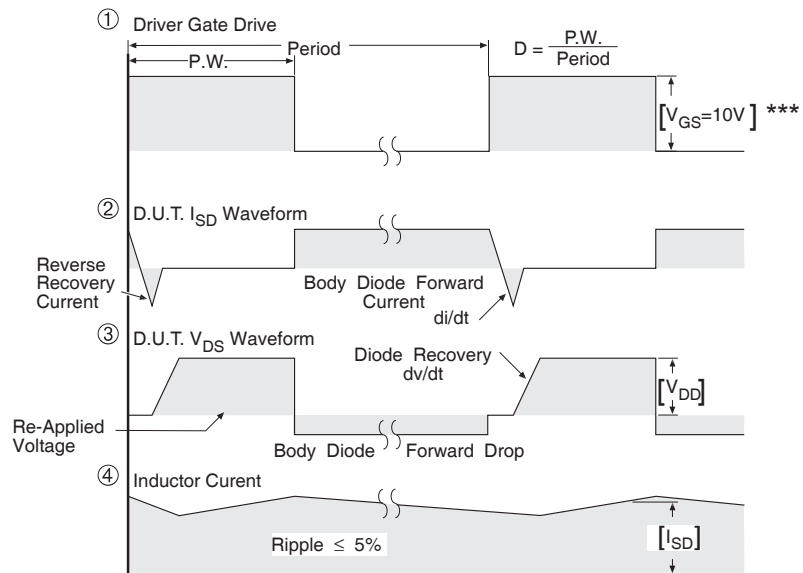 ① Driver Gate Drive
P.W.
Period
D = P.W.
Period
[VGS=10V] ***
② D.U.T. ISD Waveform
Reverse
Recovery
Current
Body Diode Forward
Current
di/dt
③ D.U.T. VDS Waveform
Diode Recovery
dv/dt
[VDD]
Re-Applied
Voltage
Body Diode Forward Drop
④ Inductor Curent
Ripple ≤ 5%
[ISD]